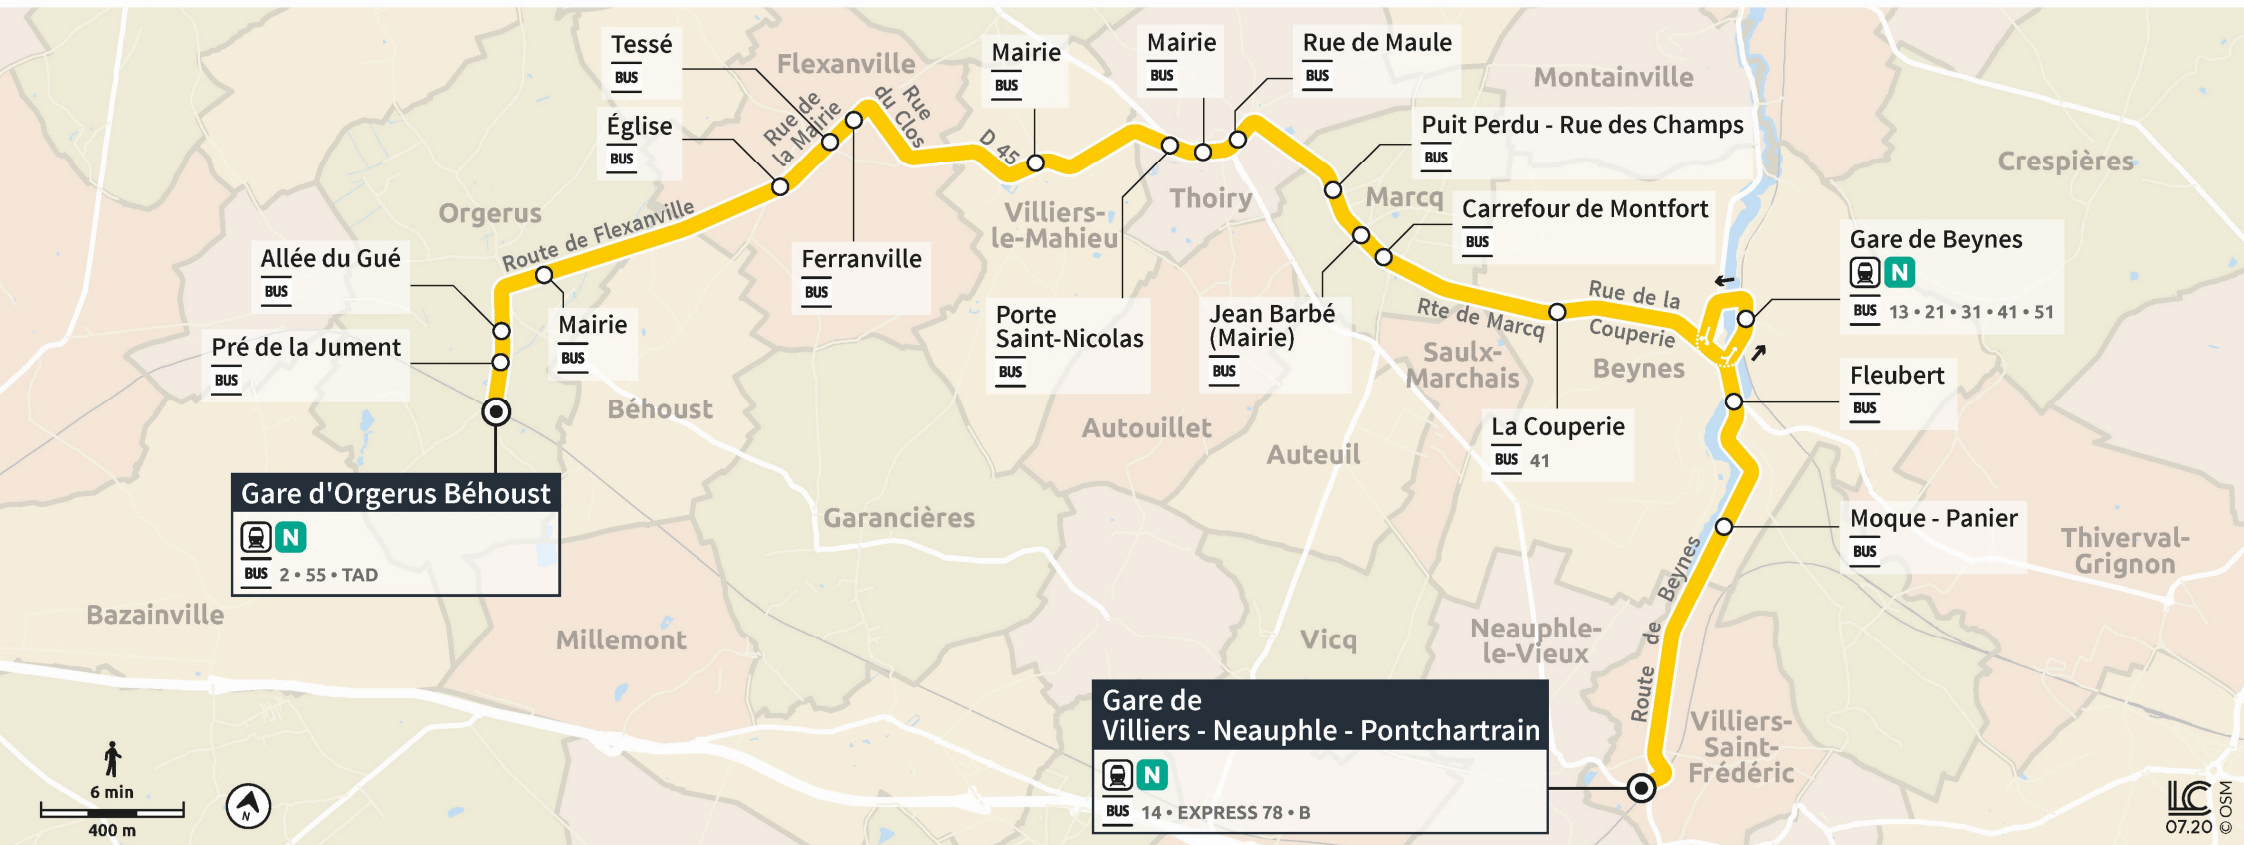 Tessé
BUS
Église
BUS
Flexanville
Rue de
la Mairie
Rue
du Clos
D 45
Mairie
BUS
Mairie
BUS
Rue de Maule
BUS
Montainville
Puit Perdu - Rue des Champs
BUS
Crespières
Orgerus
Route de Flexanville
Allée du Gué
BUS
Pré de la Jument
BUS
Mairie
BUS
Ferranville
BUS
Villiers-
le-Mahieu
Thoiry
Marcq
Carrefour de Montfort
BUS
Gare de Beynes
N
BUS 13 • 21 • 31 • 41 • 51
Porte
Saint-Nicolas
BUS
Jean Barbé
(Mairie)
BUS
Rte de Marcq
Rue de la
Couperie
Saulx-
Marchais
Beynes
Fleubert
BUS
Béhoust
Autouillet
Auteuil
La Couperie
BUS 41
Gare d'Orgerus Béhoust
N
BUS 2 • 55 • TAD
Garancières
Moque - Panier
BUS
Thiverval-
Grignon
Bazainville
Millemont
Vicq
Neauphle-
le-Vieux
Route de Beynes
Gare de
Villiers - Neauphle - Pontchartrain
N
BUS 14 • EXPRESS 78 • B
Villiers-
Saint-
Frédéric
6 min
400 m
N
LC
07.20
© OSM